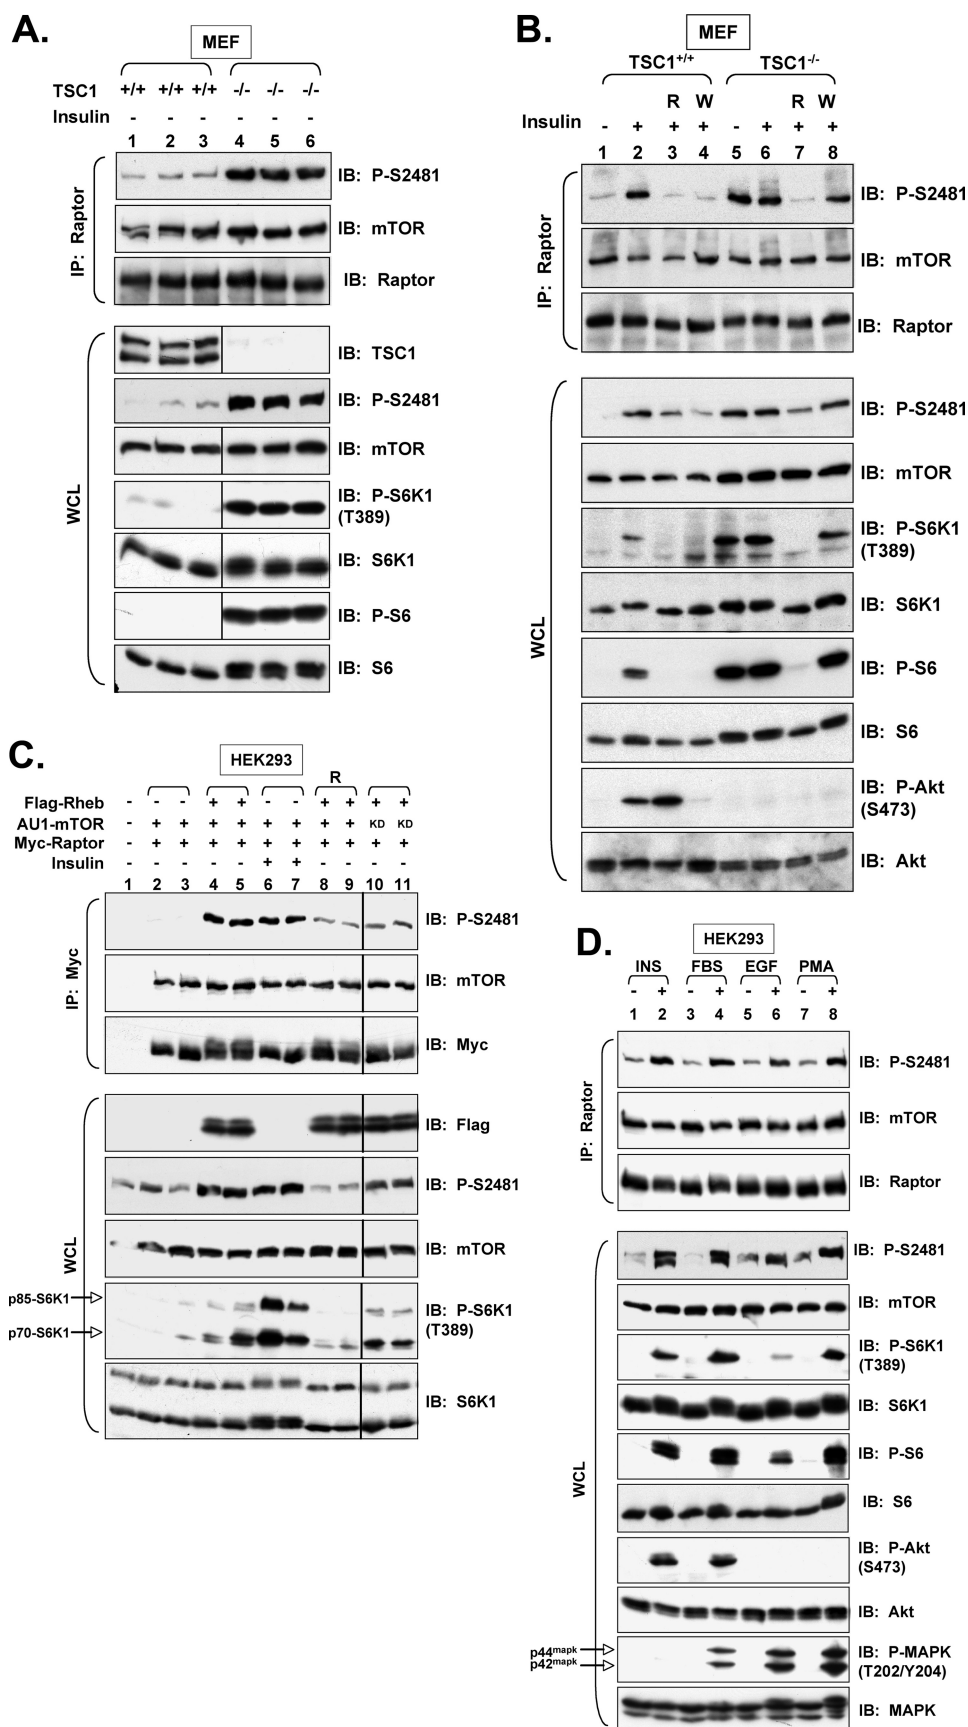 A.
MEF
TSC1 +/+ +/+ +/+ -/- -/- -/-
Insulin - - - - - -
1 2 3 4 5 6
IP: Raptor
IB: P-S2481
IB: mTOR
IB: Raptor
WCL
IB: TSC1
IB: P-S2481
IB: mTOR
IB: P-S6K1
(T389)
IB: S6K1
IB: P-S6
IB: S6
B.
MEF
TSC1+/+ TSC1-/-
R W R W
Insulin - + + + - + + +
1 2 3 4 5 6 7 8
IP: Raptor
IB: P-S2481
IB: mTOR
IB: Raptor
WCL
IB: P-S2481
IB: mTOR
IB: P-S6K1
(T389)
IB: S6K1
IB: P-S6
IB: S6
IB: P-Akt
(S473)
IB: Akt
C.
HEK293
R
Flag-Rheb - - - + + - - + + + +
AU1-mTOR - + + + + + + + + KD KD
Myc-Raptor - + + + + + + + + + +
Insulin - - - - - + + - - - -
1 2 3 4 5 6 7 8 9 10 11
IP: Myc
IB: P-S2481
IB: mTOR
IB: Myc
WCL
IB: Flag
IB: P-S2481
IB: mTOR
p85-S6K1
p70-S6K1
IB: P-S6K1
(T389)
IB: S6K1
D.
HEK293
INS FBS EGF PMA
- + - + - + - +
1 2 3 4 5 6 7 8
IP: Raptor
IB: P-S2481
IB: mTOR
IB: Raptor
WCL
IB: P-S2481
IB: mTOR
IB: P-S6K1
(T389)
IB: S6K1
IB: P-S6
IB: S6
IB: P-Akt
(S473)
IB: Akt
p44mapk
p42mapk
IB: P-MAPK
(T202/Y204)
IB: MAPK